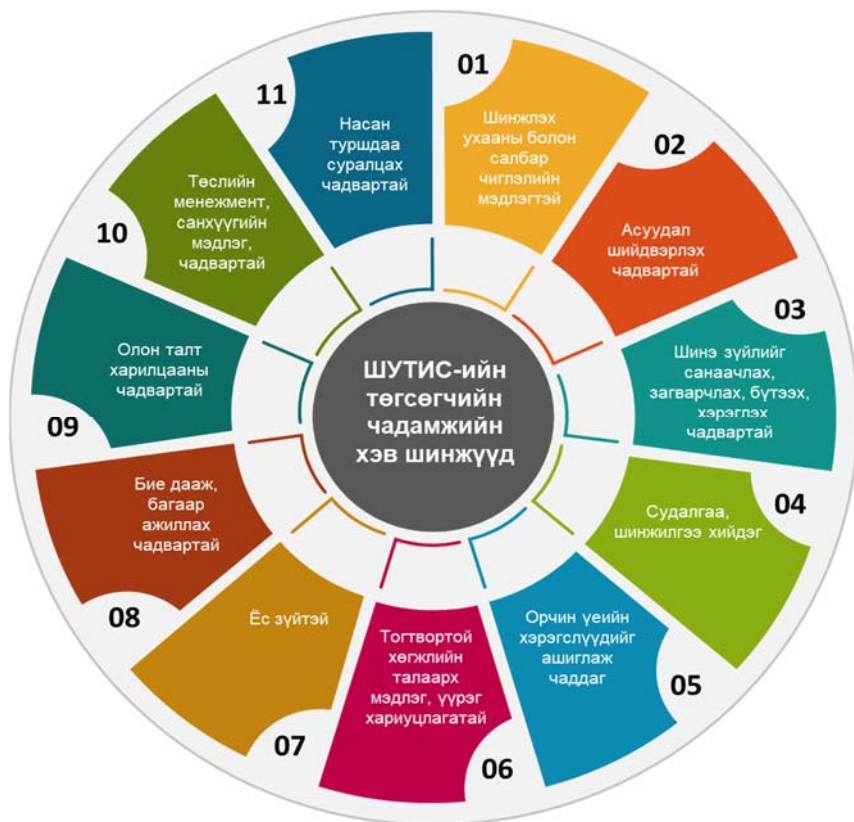 ШУТИС-ийн
төгсөгчийн
чадамжийн
хэв шинжүүд
01
Шинжлэх
ухааны болон
салбар
чиглэлийн
мэдлэгтэй
02
Асуудал
шийдвэрлэх
чадвартай
03
Шинэ зүйлийг
санаачлах,
загварчлах, бүтээх,
хэрэглэх
чадвартай
04
Судалгаа,
шинжилгээ хийдэг
05
Орчин үеийн
хэрэгслүүдийг
ашиглаж
чаддаг
06
Тогтвортой
хөгжлийн
талаарх
мэдлэг, үүрэг
хариуцлагатай
07
Ёс зүйтэй
08
Бие дааж,
багаар
ажиллах
чадвартай
09
Олон талт
харилцааны
чадвартай
10
Төслийн
менежмент,
санхүүгийн
мэдлэг,
чадвартай
11
Насан
туршдаа
суралцах
чадвартай